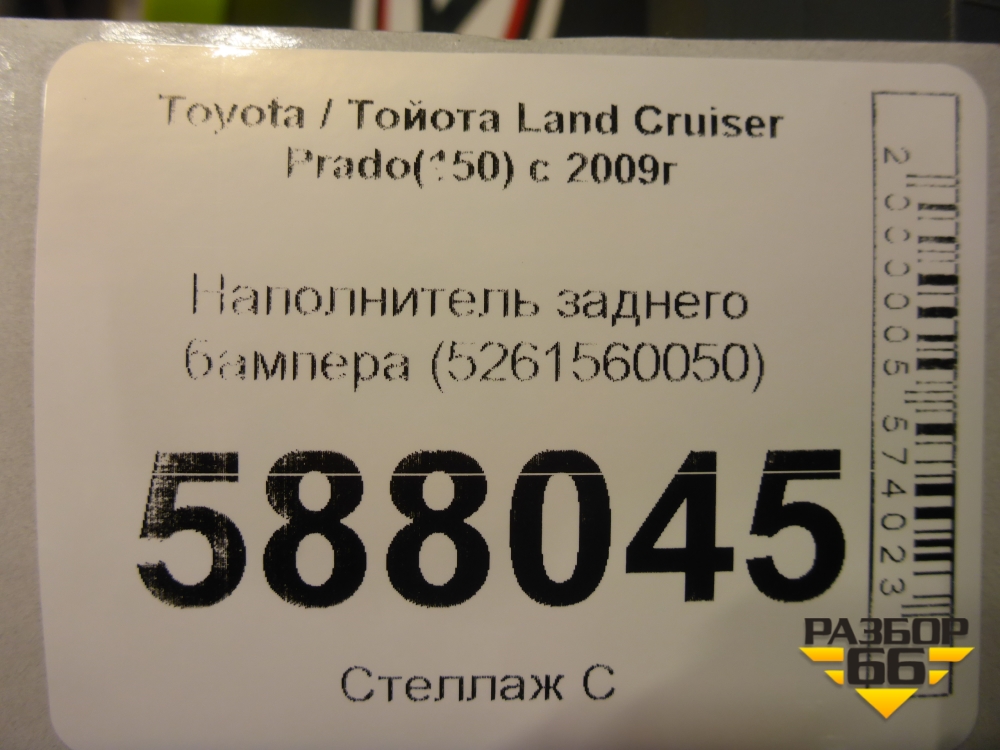 Toyota / Тойота Land Cruiser
Prado(150) с 2009г
Наполнитель заднего
бампера (5261560050)
588045
Стеллаж С
2000005574023
РАЗБОР
66